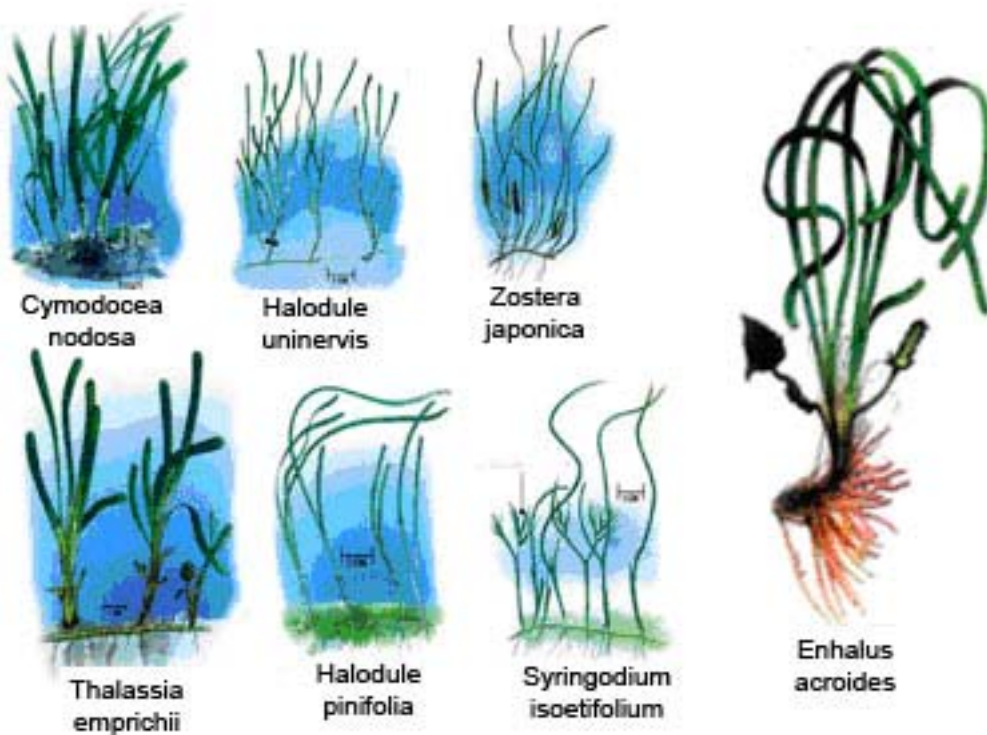 Cymodocea
nodosa
Halodule
uninervis
Zostera
japonica
Thalassia
emprichii
Halodule
pinifolia
Syringodium
isoetifolium
Enhalus
acroides